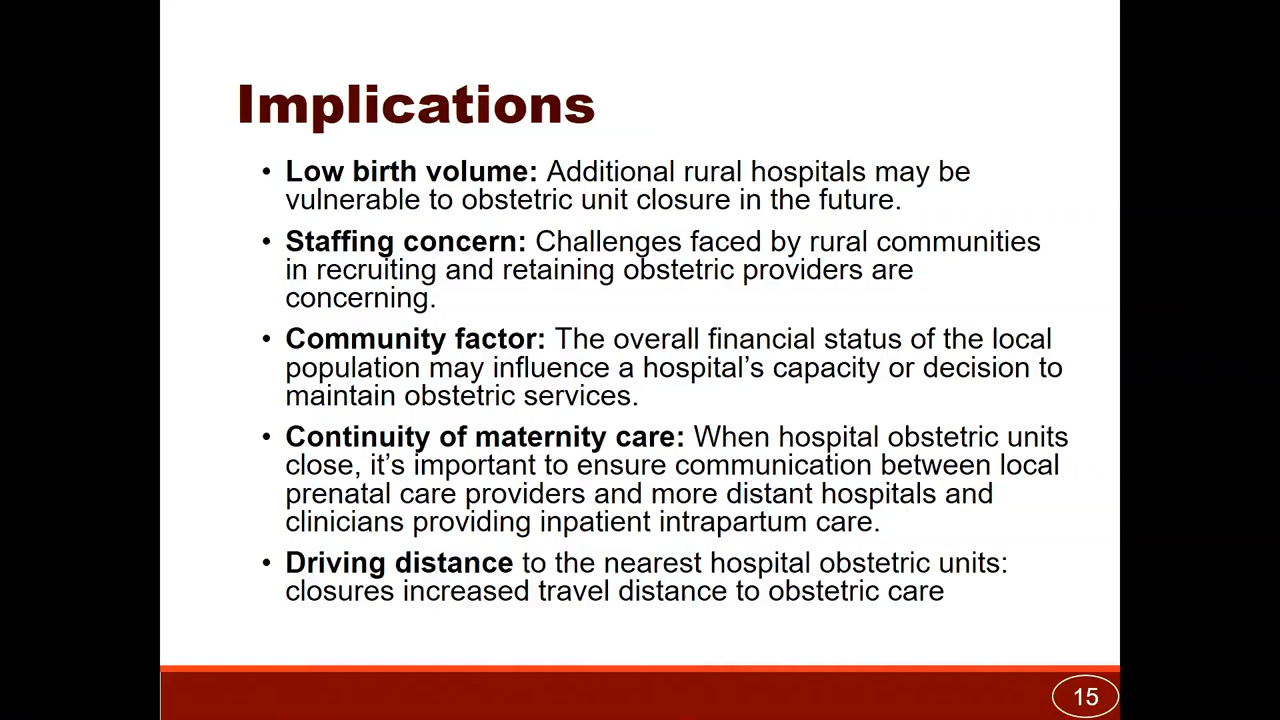 Implications
• Low birth volume: Additional rural hospitals may be
vulnerable to obstetric unit closure in the future.
• Staffing concern: Challenges faced by rural communities
in recruiting and retaining obstetric providers are
concerning.
• Community factor: The overall financial status of the local
population may influence a hospital’s capacity or decision to
maintain obstetric services.
• Continuity of maternity care: When hospital obstetric units
close, it’s important to ensure communication between local
prenatal care providers and more distant hospitals and
clinicians providing inpatient intrapartum care.
• Driving distance to the nearest hospital obstetric units:
closures increased travel distance to obstetric care
15